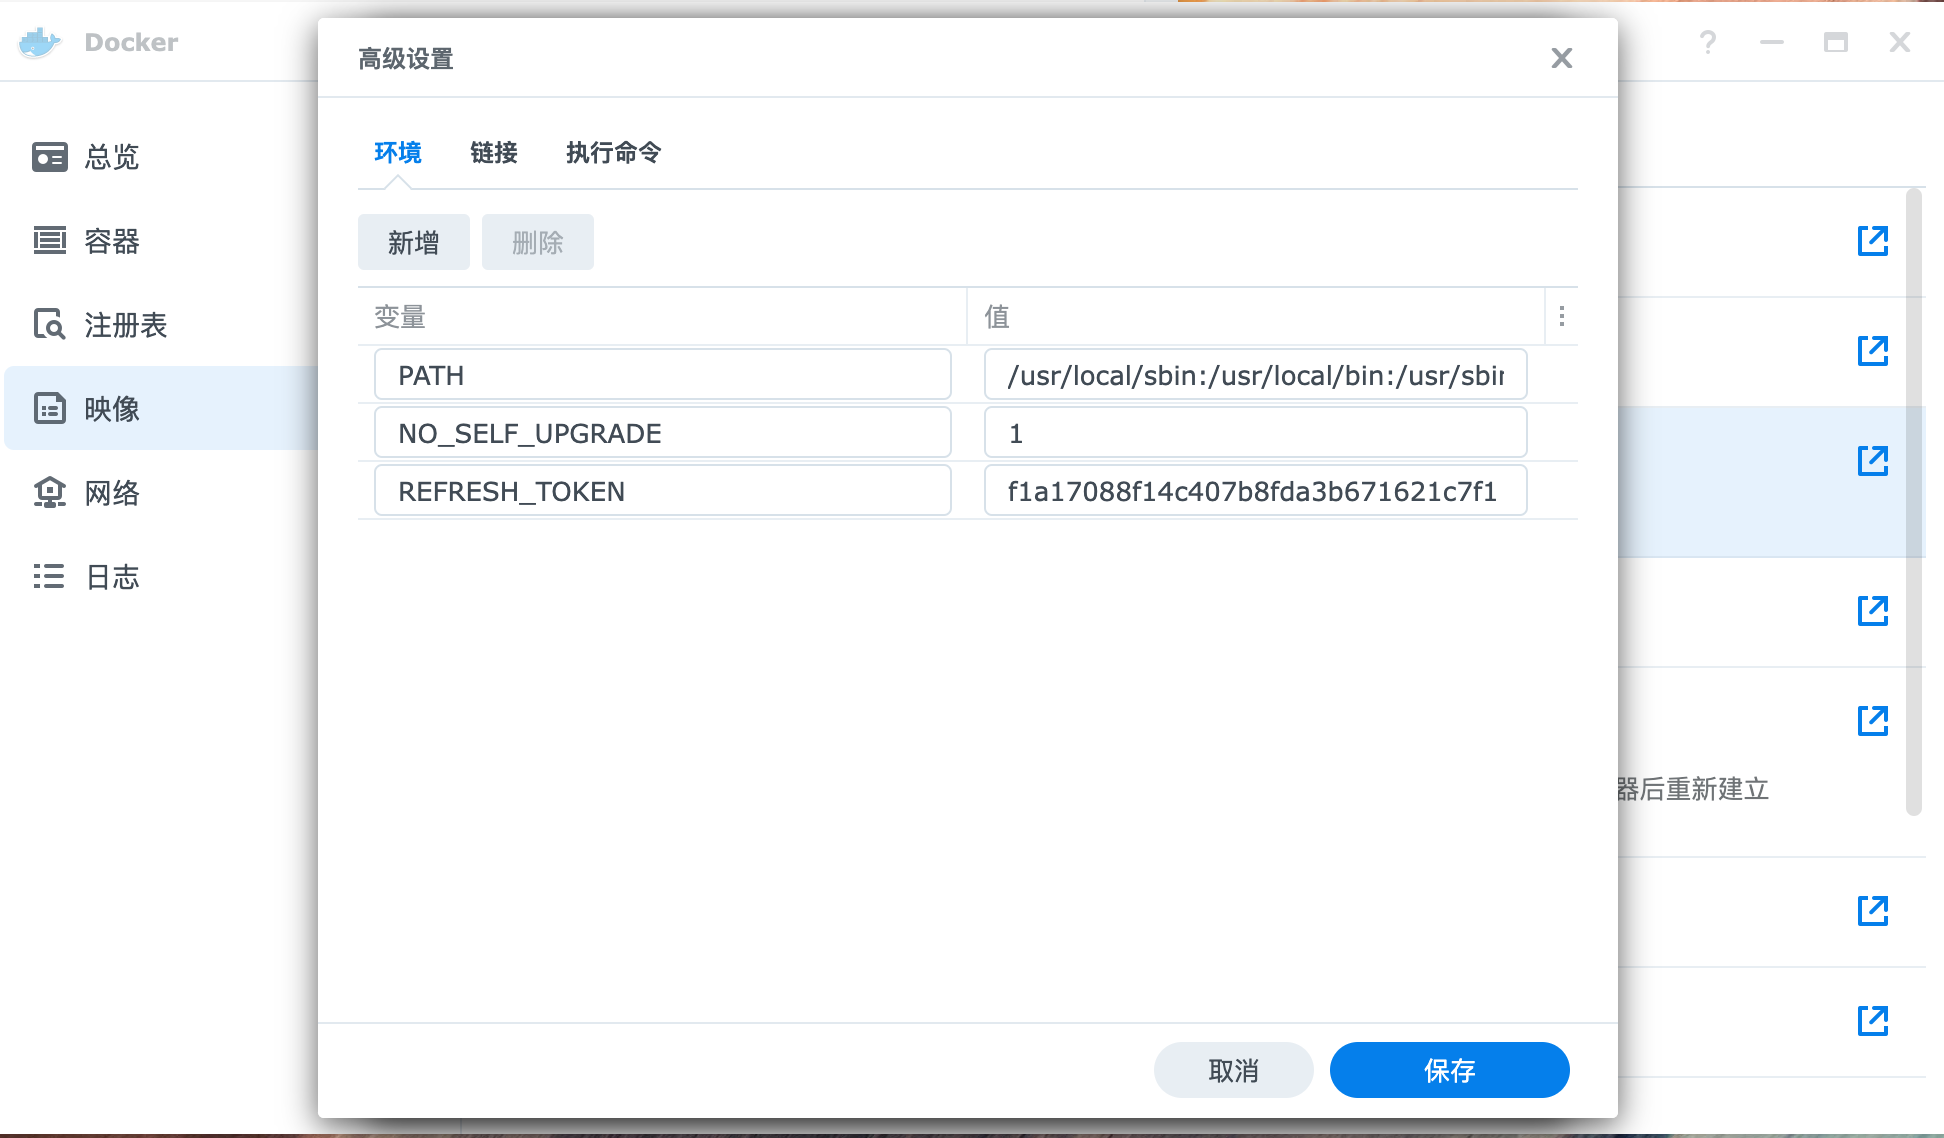 Docker
高级设置
总览
容器
注册表
映像
网络
日志
环境 链接 执行命令
新增 删除
变量 值
PATH /usr/local/sbin:/usr/local/bin:/usr/sbin
NO_SELF_UPGRADE 1
REFRESH_TOKEN f1a17088f14c407b8fda3b671621c7f1
器后重新建立
取消 保存